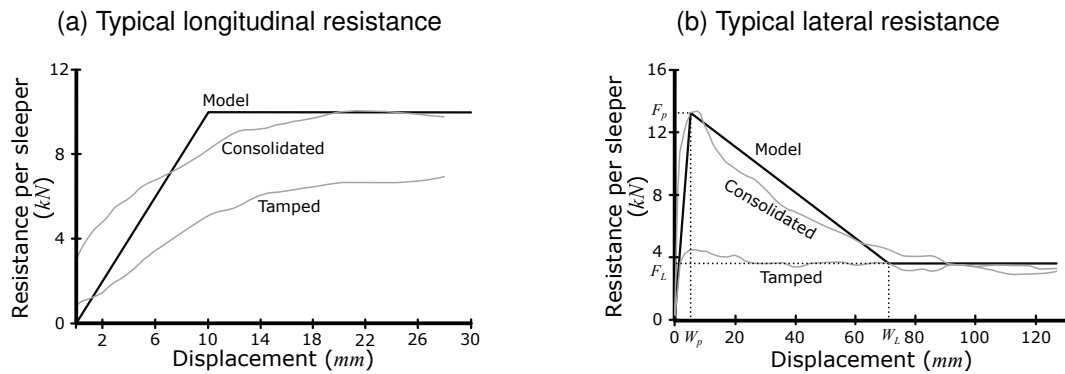 (a) Typical longitudinal resistance
Resistance per sleeper
(kN)
12
8
4
0
Model
Consolidated
Tamped
2 6 10 14 18 22 26 30
Displacement (mm)
(b) Typical lateral resistance
Resistance per sleeper
(kN)
16
F_p
12
8
4
F_L
0
Model
Consolidated
Tamped
0 W_p 20 40 60 W_L 80 100 120
Displacement (mm)